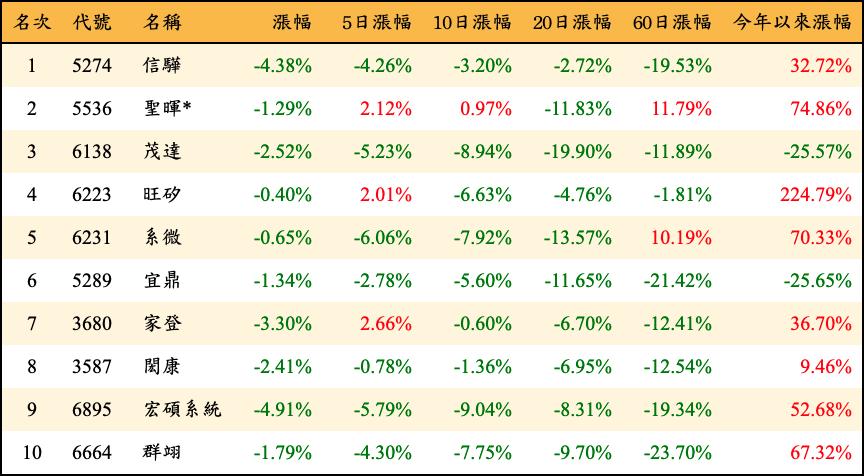 名次 代號 名稱 漲幅 5日漲幅 10日漲幅 20日漲幅 60日漲幅 今年以來漲幅
1 5274 信驊 -4.38% -4.26% -3.20% -2.72% -19.53% 32.72%
2 5536 聖暉* -1.29% 2.12% 0.97% -11.83% 11.79% 74.86%
3 6138 茂達 -2.52% -5.23% -8.94% -19.90% -11.89% -25.57%
4 6223 旺矽 -0.40% 2.01% -6.63% -4.76% -1.81% 224.79%
5 6231 系微 -0.65% -6.06% -7.92% -13.57% 10.19% 70.33%
6 5289 宜鼎 -1.34% -2.78% -5.60% -11.65% -21.42% -25.65%
7 3680 家登 -3.30% 2.66% -0.60% -6.70% -12.41% 36.70%
8 3587 閎康 -2.41% -0.78% -1.36% -6.95% -12.54% 9.46%
9 6895 宏碩系統 -4.91% -5.79% -9.04% -8.31% -19.34% 52.68%
10 6664 群翊 -1.79% -4.30% -7.75% -9.70% -23.70% 67.32%